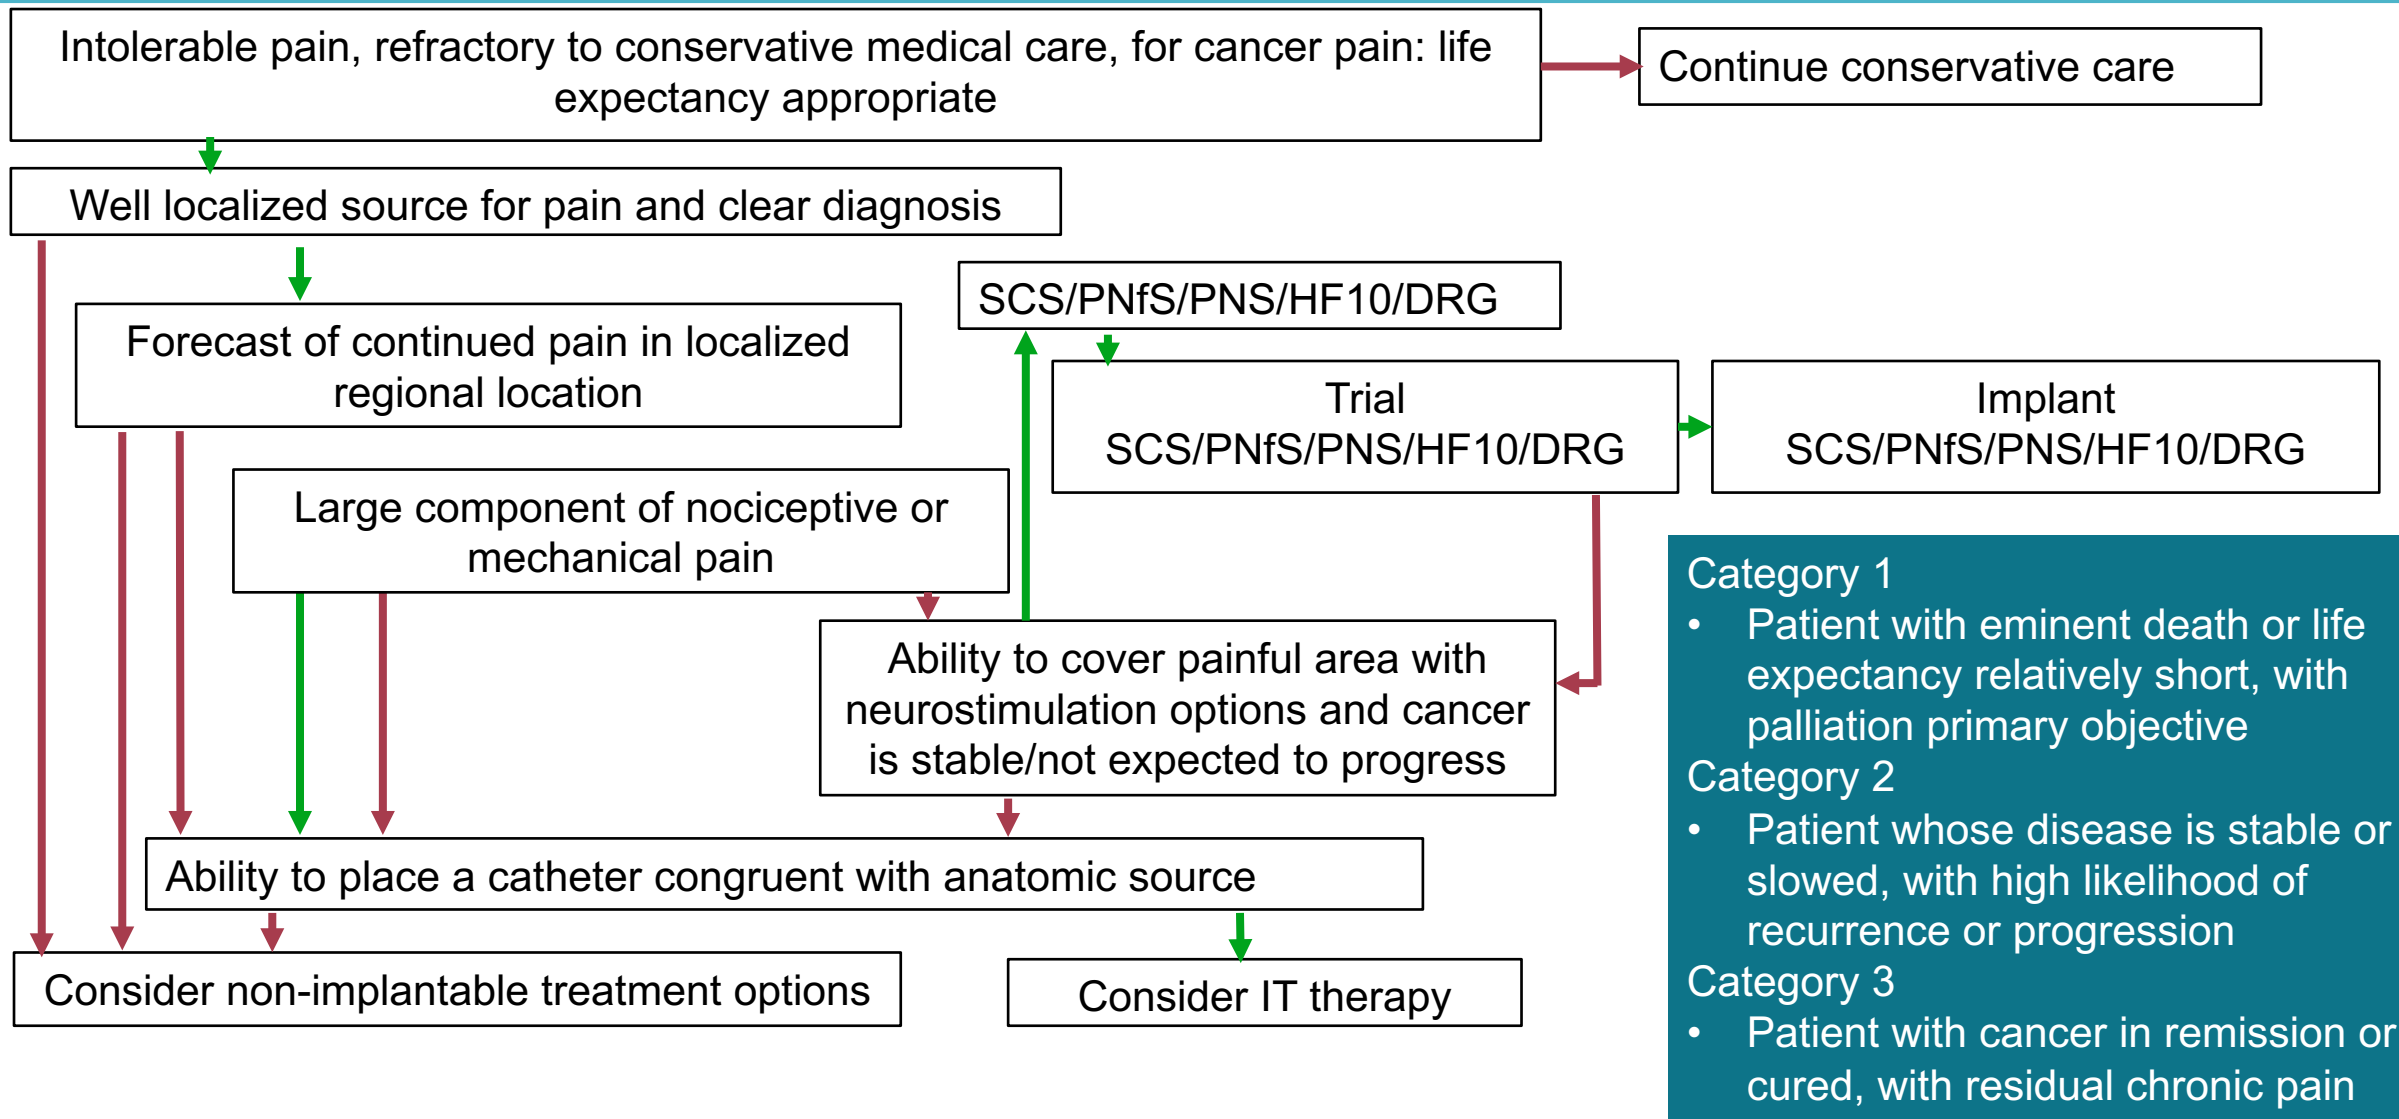 Intolerable pain, refractory to conservative medical care, for cancer pain: life
expectancy appropriate
Continue conservative care
Well localized source for pain and clear diagnosis
SCS/PNfS/PNS/HF10/DRG
Forecast of continued pain in localized
regional location
Trial
SCS/PNfS/PNS/HF10/DRG
Implant
SCS/PNfS/PNS/HF10/DRG
Large component of nociceptive or
mechanical pain
Ability to cover painful area with
neurostimulation options and cancer
is stable/not expected to progress
Ability to place a catheter congruent with anatomic source
Consider non-implantable treatment options
Consider IT therapy
Category 1
• Patient with eminent death or life
expectancy relatively short, with
palliation primary objective
Category 2
• Patient whose disease is stable or
slowed, with high likelihood of
recurrence or progression
Category 3
• Patient with cancer in remission or
cured, with residual chronic pain